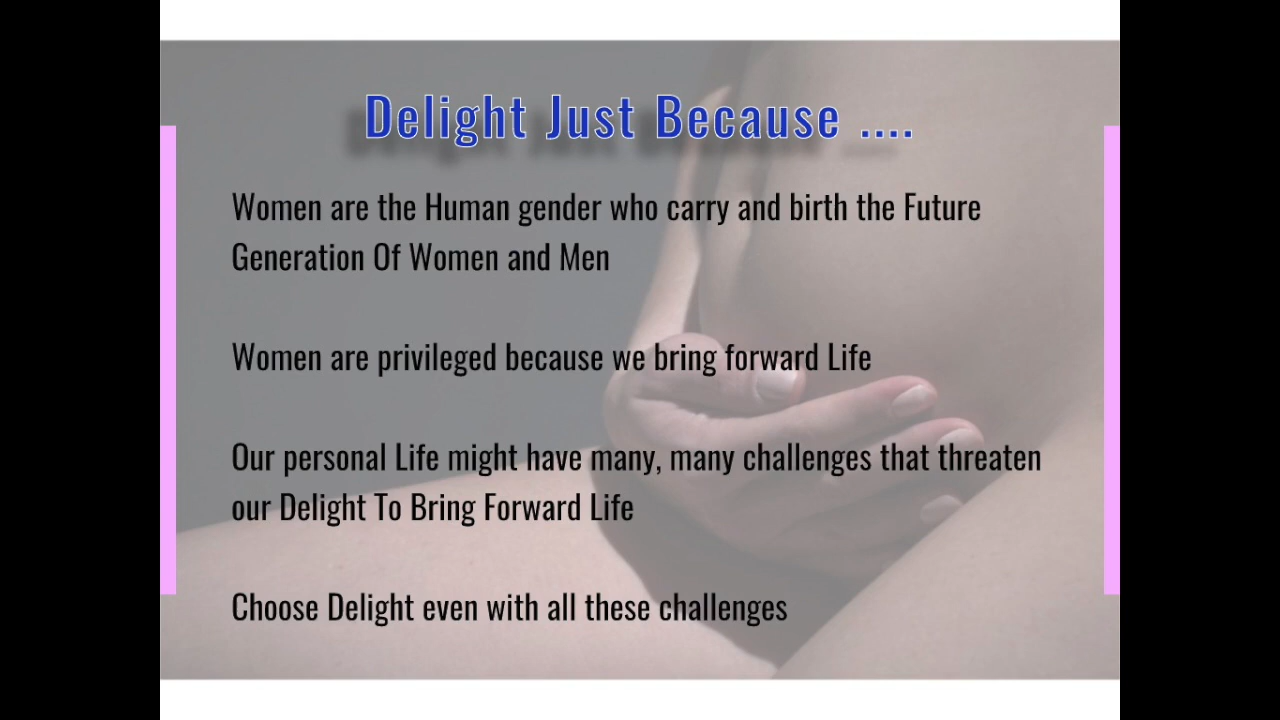 Delight Just Because ....
Women are the Human gender who carry and birth the Future
Generation Of Women and Men
Women are privileged because we bring forward Life
Our personal Life might have many, many challenges that threaten
our Delight To Bring Forward Life
Choose Delight even with all these challenges